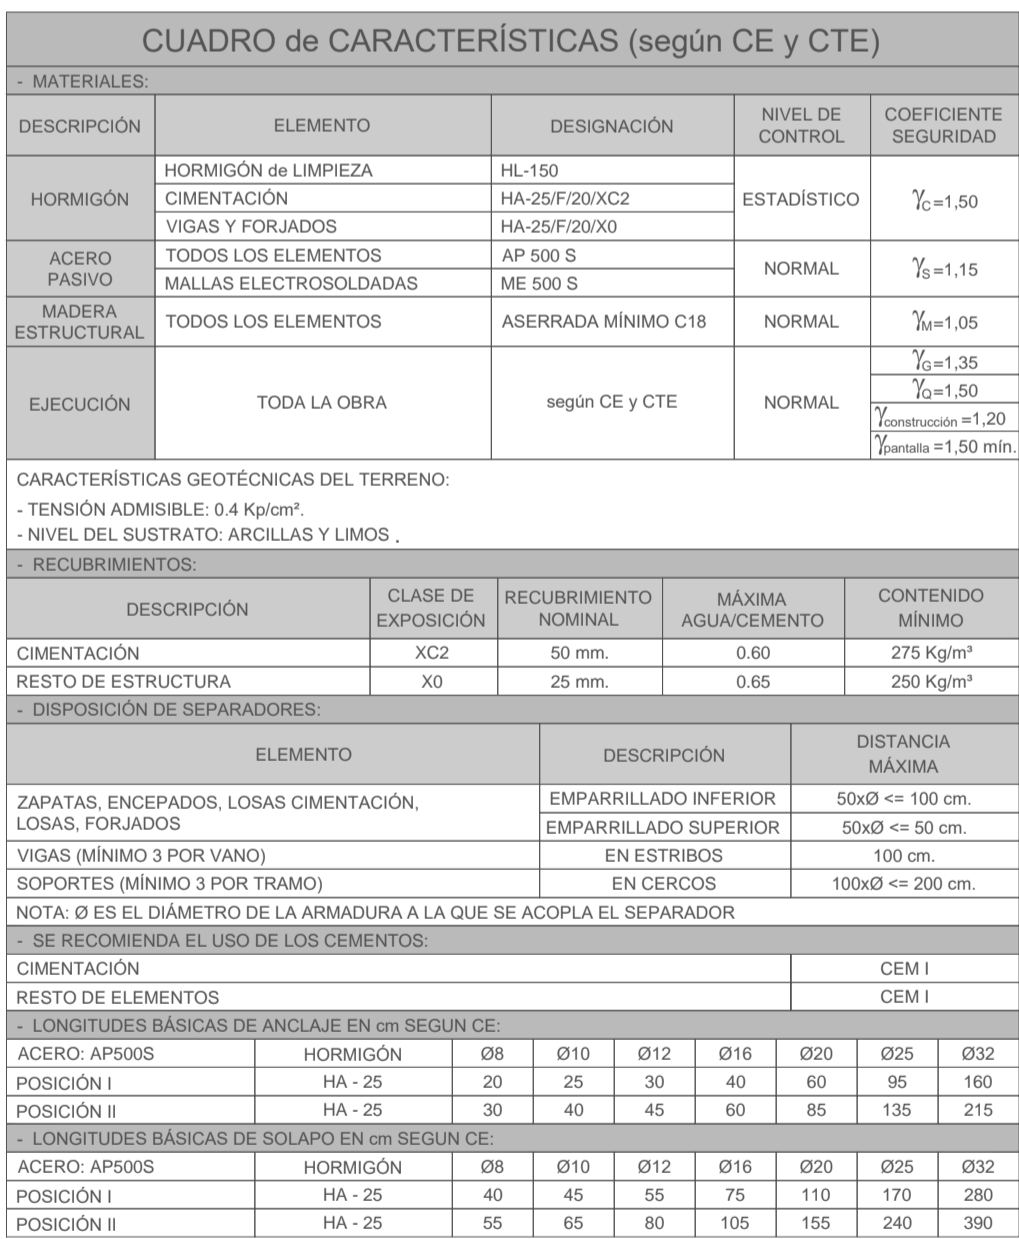 CUADRO de CARACTERÍSTICAS (según CE y CTE)
- MATERIALES:
DESCRIPCIÓN ELEMENTO DESIGNACIÓN NIVEL DE CONTROL COEFICIENTE SEGURIDAD
HORMIGÓN HORMIGÓN de LIMPIEZA HL-150 ESTADÍSTICO γC=1,50
CIMENTACIÓN HA-25/F/20/XC2
VIGAS Y FORJADOS HA-25/F/20/X0
ACERO PASIVO TODOS LOS ELEMENTOS AP 500 S NORMAL γS=1,15
MALLAS ELECTROSOLDADAS ME 500 S
MADERA ESTRUCTURAL TODOS LOS ELEMENTOS ASERRADA MÍNIMO C18 NORMAL γM=1,05
EJECUCIÓN TODA LA OBRA según CE y CTE NORMAL γG=1,35
γQ=1,50
γconstrucción =1,20
γpantalla =1,50 mín.
CARACTERÍSTICAS GEOTÉCNICAS DEL TERRENO:
- TENSIÓN ADMISIBLE: 0.4 Kp/cm².
- NIVEL DEL SUSTRATO: ARCILLAS Y LIMOS .
- RECUBRIMIENTOS:
DESCRIPCIÓN CLASE DE EXPOSICIÓN RECUBRIMIENTO NOMINAL MÁXIMA AGUA/CEMENTO CONTENIDO MÍNIMO
CIMENTACIÓN XC2 50 mm. 0.60 275 Kg/m³
RESTO DE ESTRUCTURA X0 25 mm. 0.65 250 Kg/m³
- DISPOSICIÓN DE SEPARADORES:
ELEMENTO DESCRIPCIÓN DISTANCIA MÁXIMA
ZAPATAS, ENCEPADOS, LOSAS CIMENTACIÓN, LOSAS, FORJADOS EMPARRILLADO INFERIOR 50xØ <= 100 cm.
EMPARRILLADO SUPERIOR 50xØ <= 50 cm.
VIGAS (MÍNIMO 3 POR VANO) EN ESTRIBOS 100 cm.
SOPORTES (MÍNIMO 3 POR TRAMO) EN CERCOS 100xØ <= 200 cm.
NOTA: Ø ES EL DIÁMETRO DE LA ARMADURA A LA QUE SE ACOPLA EL SEPARADOR
- SE RECOMIENDA EL USO DE LOS CEMENTOS:
CIMENTACIÓN CEM I
RESTO DE ELEMENTOS CEM I
- LONGITUDES BÁSICAS DE ANCLAJE EN cm SEGUN CE:
ACERO: AP500S HORMIGÓN Ø8 Ø10 Ø12 Ø16 Ø20 Ø25 Ø32
POSICIÓN I HA - 25 20 25 30 40 60 95 160
POSICIÓN II HA - 25 30 40 45 60 85 135 215
- LONGITUDES BÁSICAS DE SOLAPO EN cm SEGUN CE:
ACERO: AP500S HORMIGÓN Ø8 Ø10 Ø12 Ø16 Ø20 Ø25 Ø32
POSICIÓN I HA - 25 40 45 55 75 110 170 280
POSICIÓN II HA - 25 55 65 80 105 155 240 390